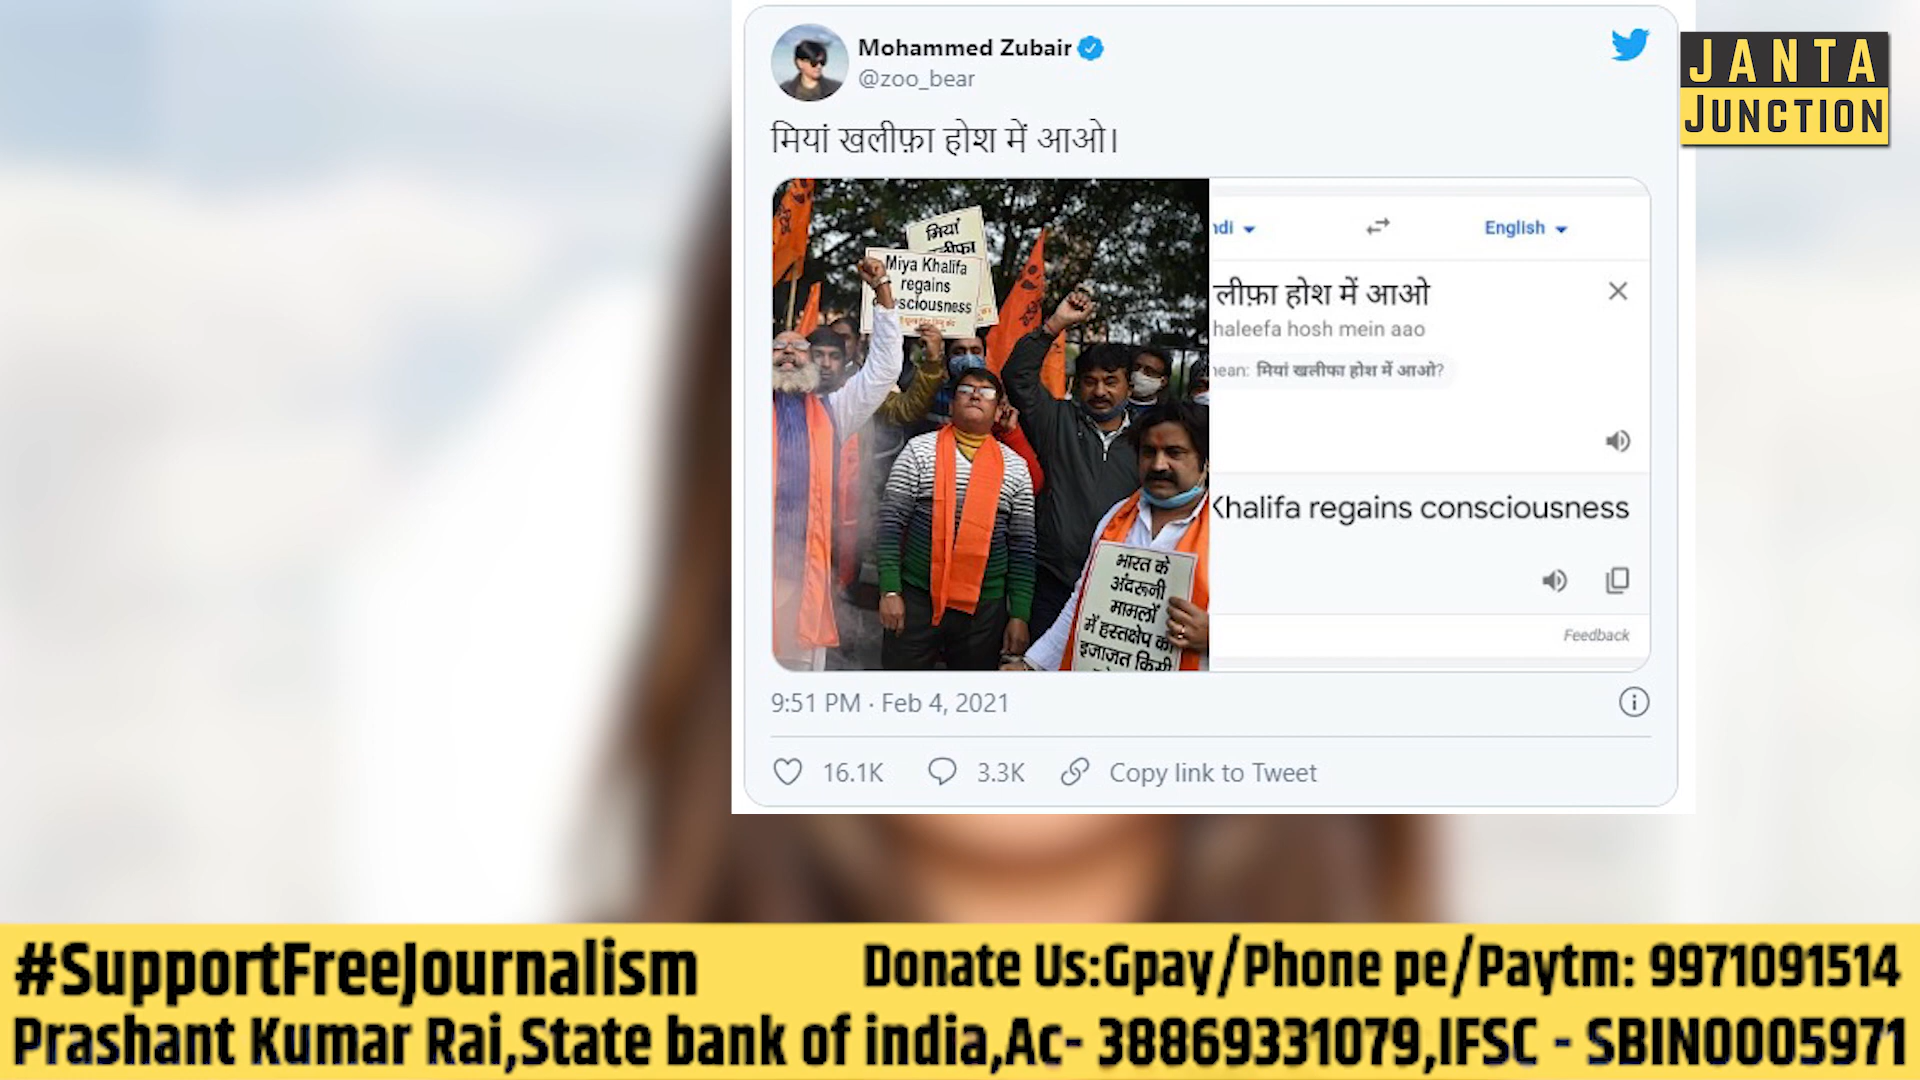 Mohammed Zubair
@zoo_bear
JANTA
JUNCTION
मियां खलीफ़ा होश में आओ।
मियां
Miya Khalifa
regains
भारत के
अंदरूनी
मामलों
में हस्तक्षेप की
इजाजत किसी
English
लीफ़ा होश में आओ
haleefa hosh mein aao
ean: मियां खलीफा होश में आओ?
Khalifa regains consciousness
Feedback
9:51 PM · Feb 4, 2021
16.1K 3.3K Copy link to Tweet
#SupportFreeJournalism Donate Us:Gpay/Phone pe/Paytm: 9971091514
Prashant Kumar Rai,State bank of india,Ac- 38869331079,IFSC - SBIN0005971